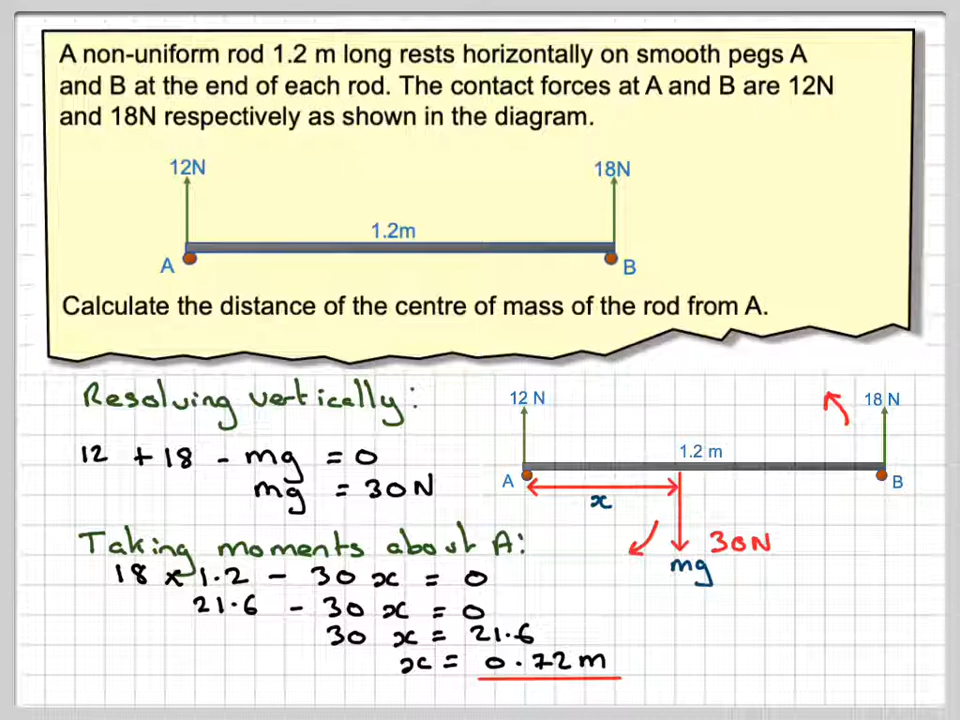 A non-uniform rod 1.2 m long rests horizontally on smooth pegs A
and B at the end of each rod. The contact forces at A and B are 12N
and 18N respectively as shown in the diagram.
12N
18N
1.2m
A
B
Calculate the distance of the centre of mass of the rod from A.
Resolving vertically:
12 + 18 - mg = 0
mg = 30N
Taking moments about A:
18 × 1.2 - 30 x = 0
21.6 - 30 x = 0
30 x = 21.6
x = 0.72 m
12 N
18 N
1.2 m
A
B
x
30N
mg